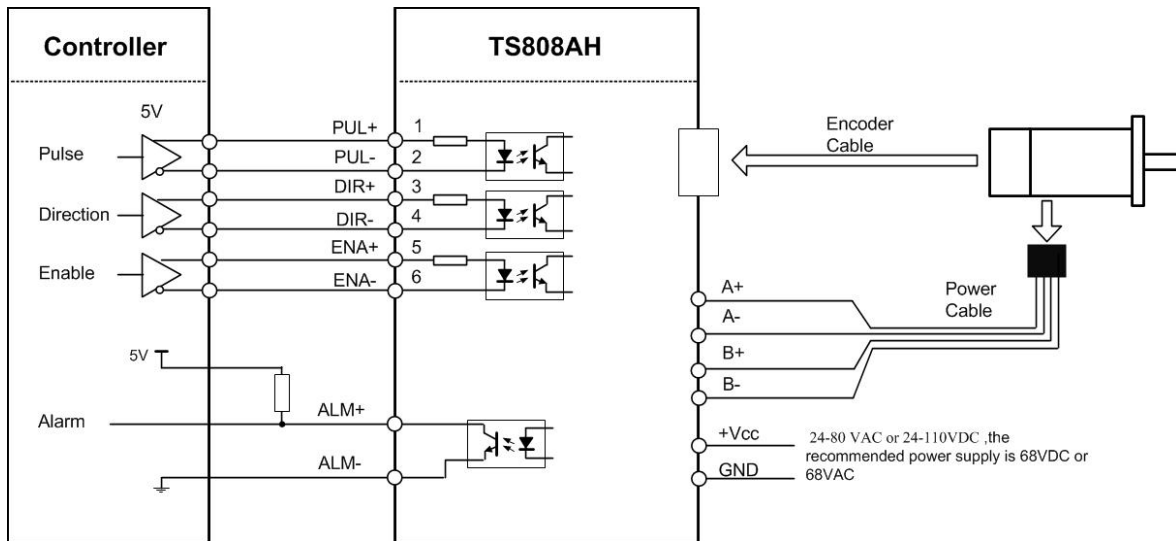 Controller
TS808AH
5V
Pulse
PUL+
1
PUL-
2
Direction
DIR+
3
DIR-
4
Enable
ENA+
5
ENA-
6
5V
Alarm
ALM+
ALM-
Encoder
Cable
Power
Cable
A+
A-
B+
B-
+Vcc
GND
24-80 VAC or 24-110VDC ,the
recommended power supply is 68VDC or
68VAC